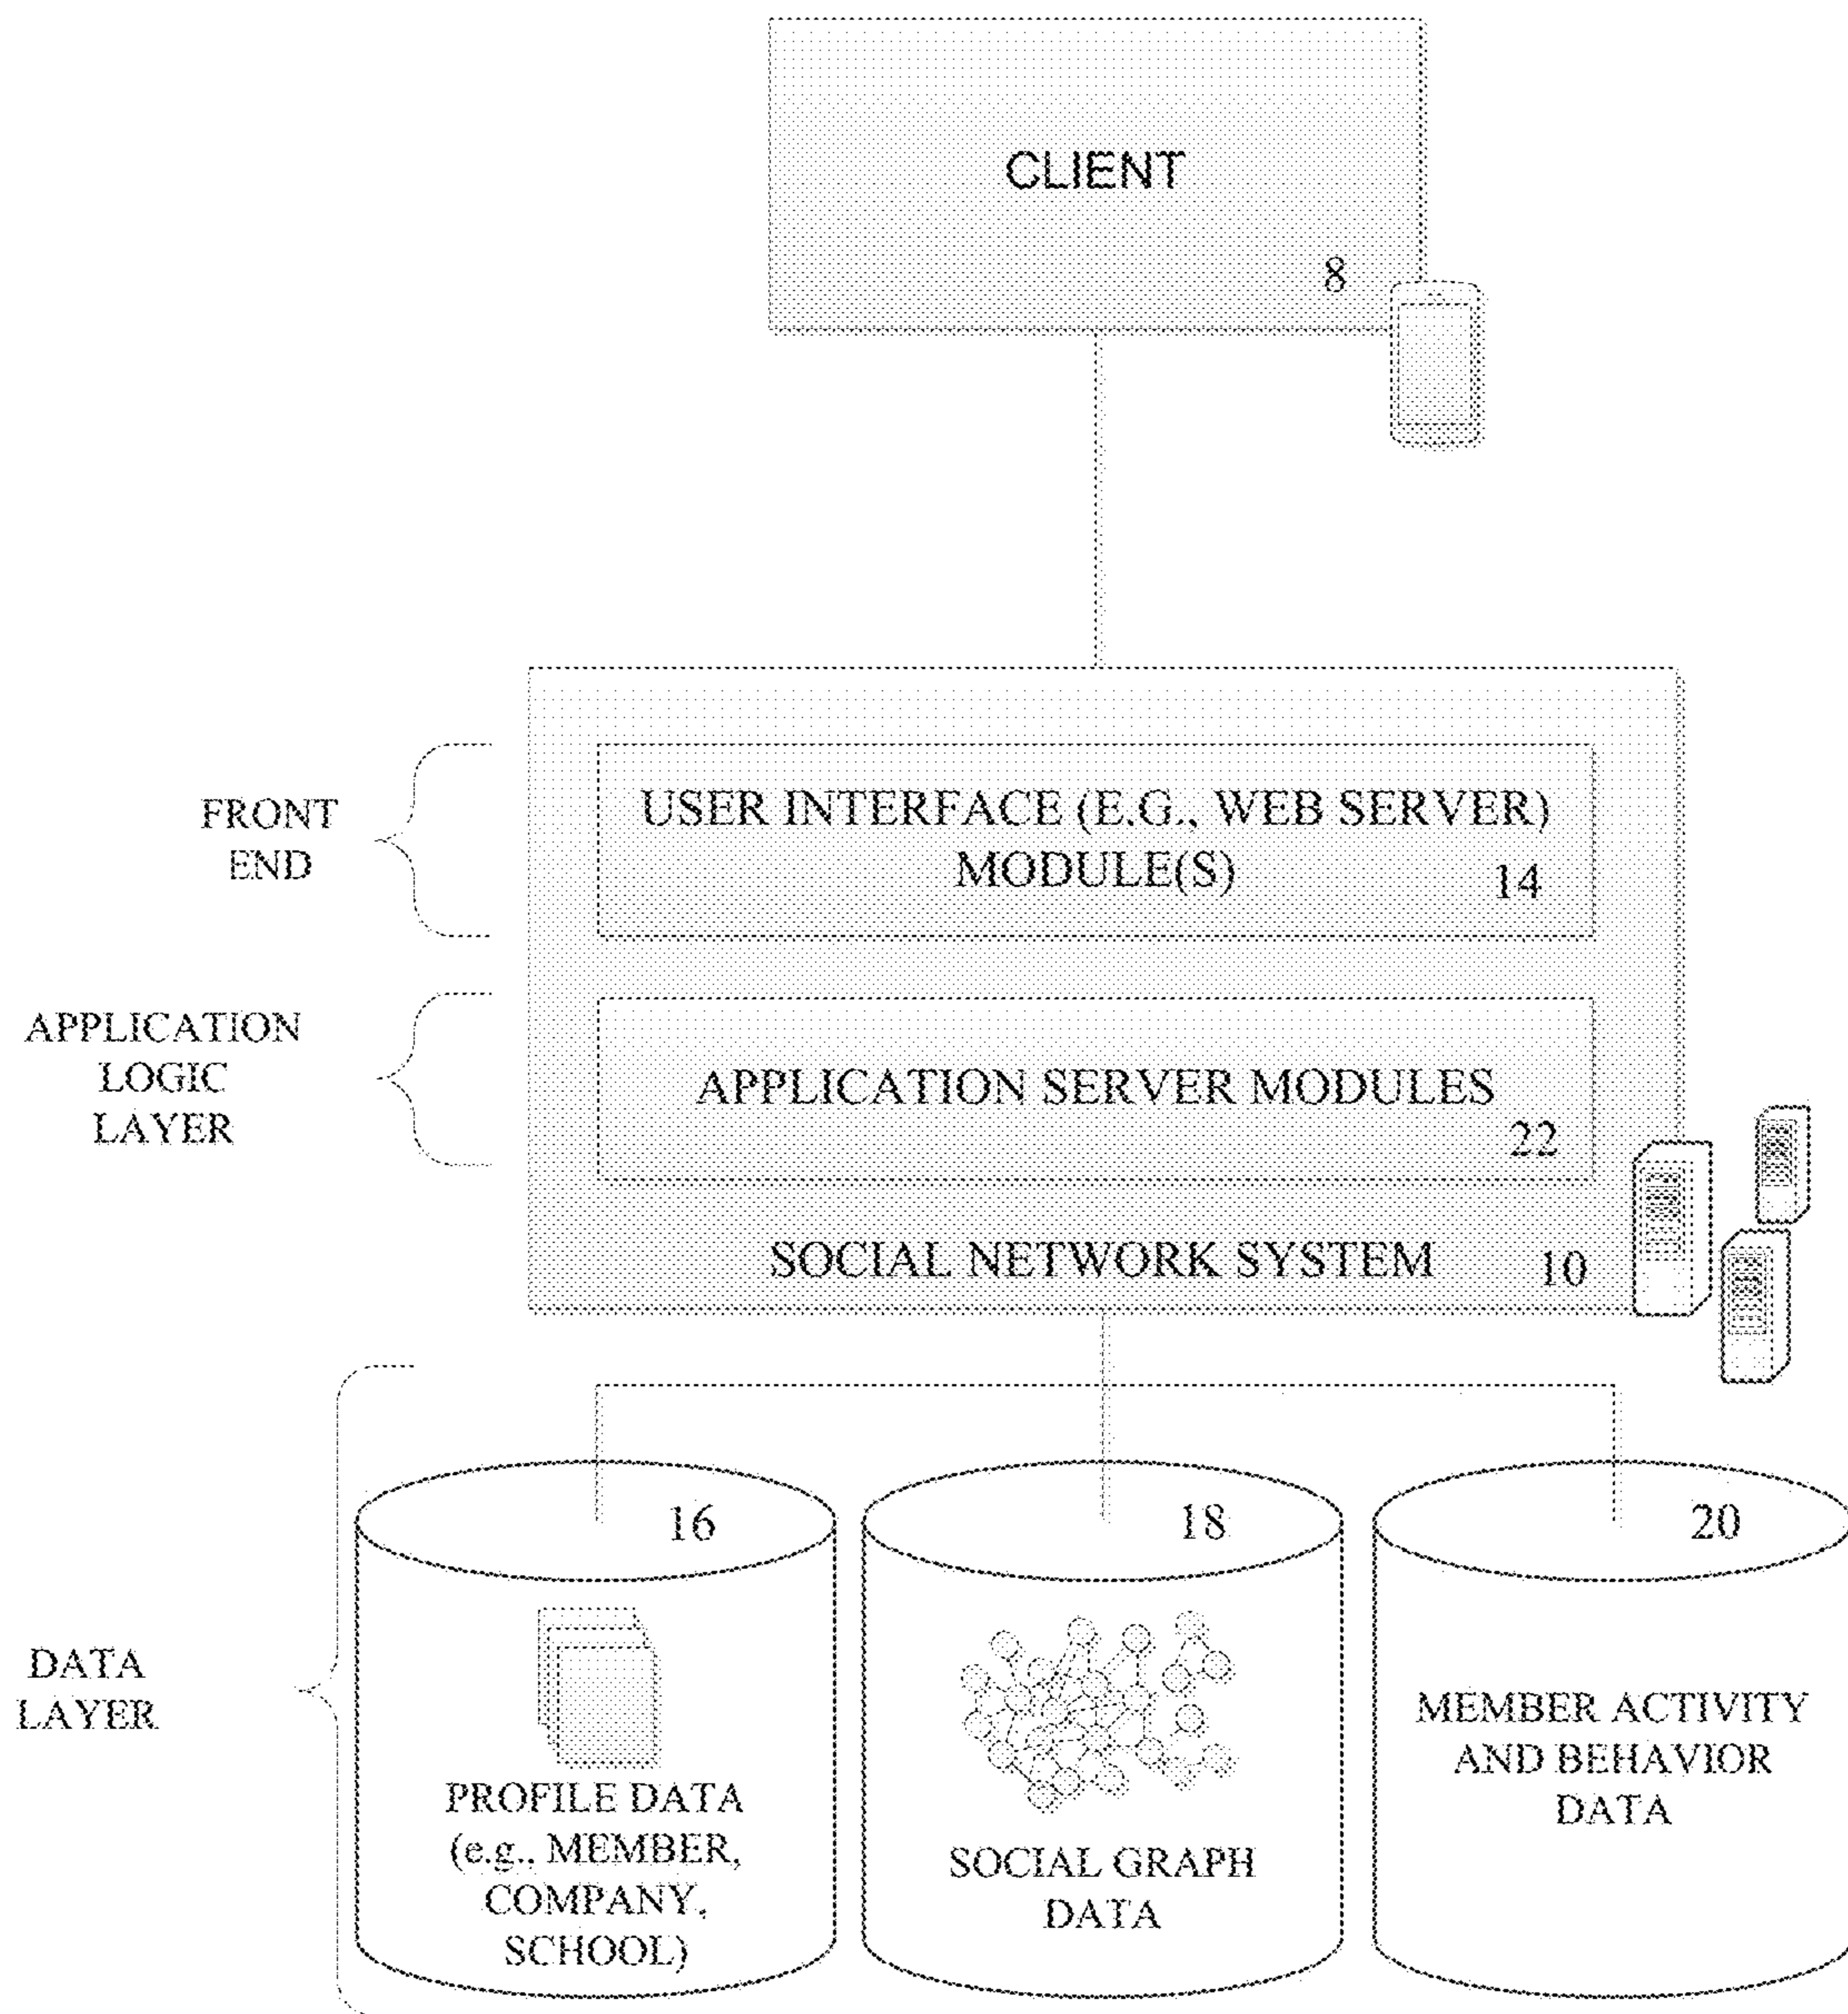 CLIENT
8
FRONT
END
USER INTERFACE (E.G., WEB SERVER)
MODULE(S)
14
APPLICATION
LOGIC
LAYER
APPLICATION SERVER MODULES
22
SOCIAL NETWORK SYSTEM
10
DATA
LAYER
16
PROFILE DATA
(e.g., MEMBER,
COMPANY,
SCHOOL)
18
SOCIAL GRAPH
DATA
20
MEMBER ACTIVITY
AND BEHAVIOR
DATA